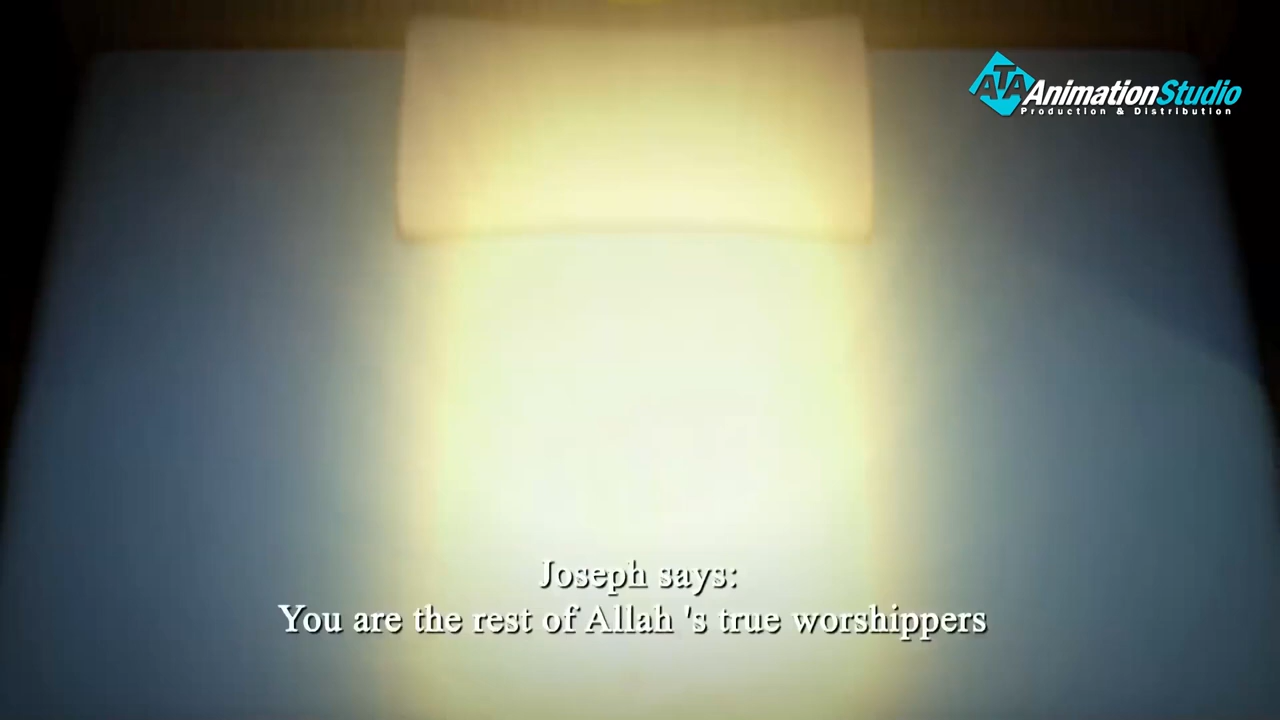 ATA AnimationStudio
Production & Distribution
Joseph says:
You are the rest of Allah 's true worshippers